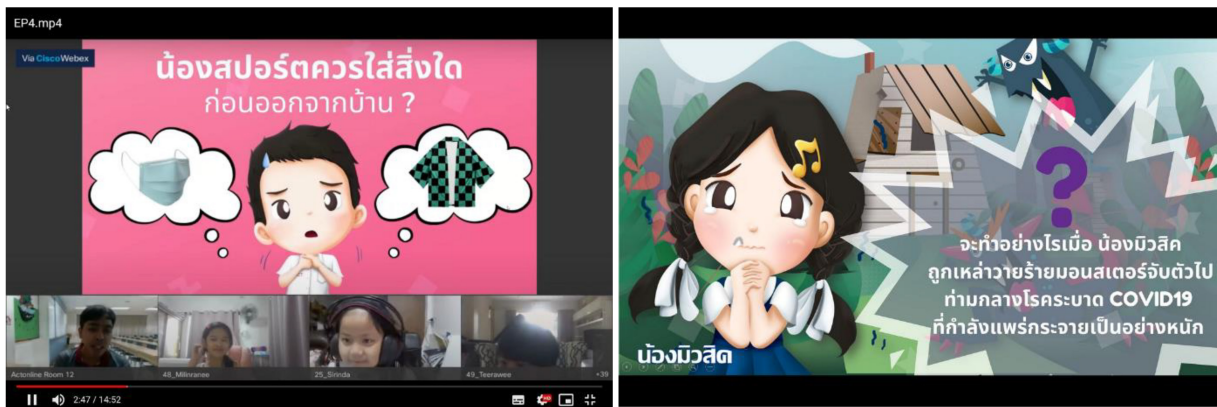 EP4.mp4
Via Cisco Webex
น้องสปอร์ตควรใส่สิ่งใด
ก่อนออกจากบ้าน ?
Actonline Room 12
48_Milinranee
25_Sirinda
49_Teerawee
+39
2:47 / 14:52
?
จะทำอย่างไรเมื่อ น้องมิวสิค
ถูกเหล่าวายร้ายมอนสเตอร์จับตัวไป
ท่ามกลางโรคระบาด COVID19
ที่กำลังแพร่กระจายเป็นอย่างหนัก
น้องมิวสิค